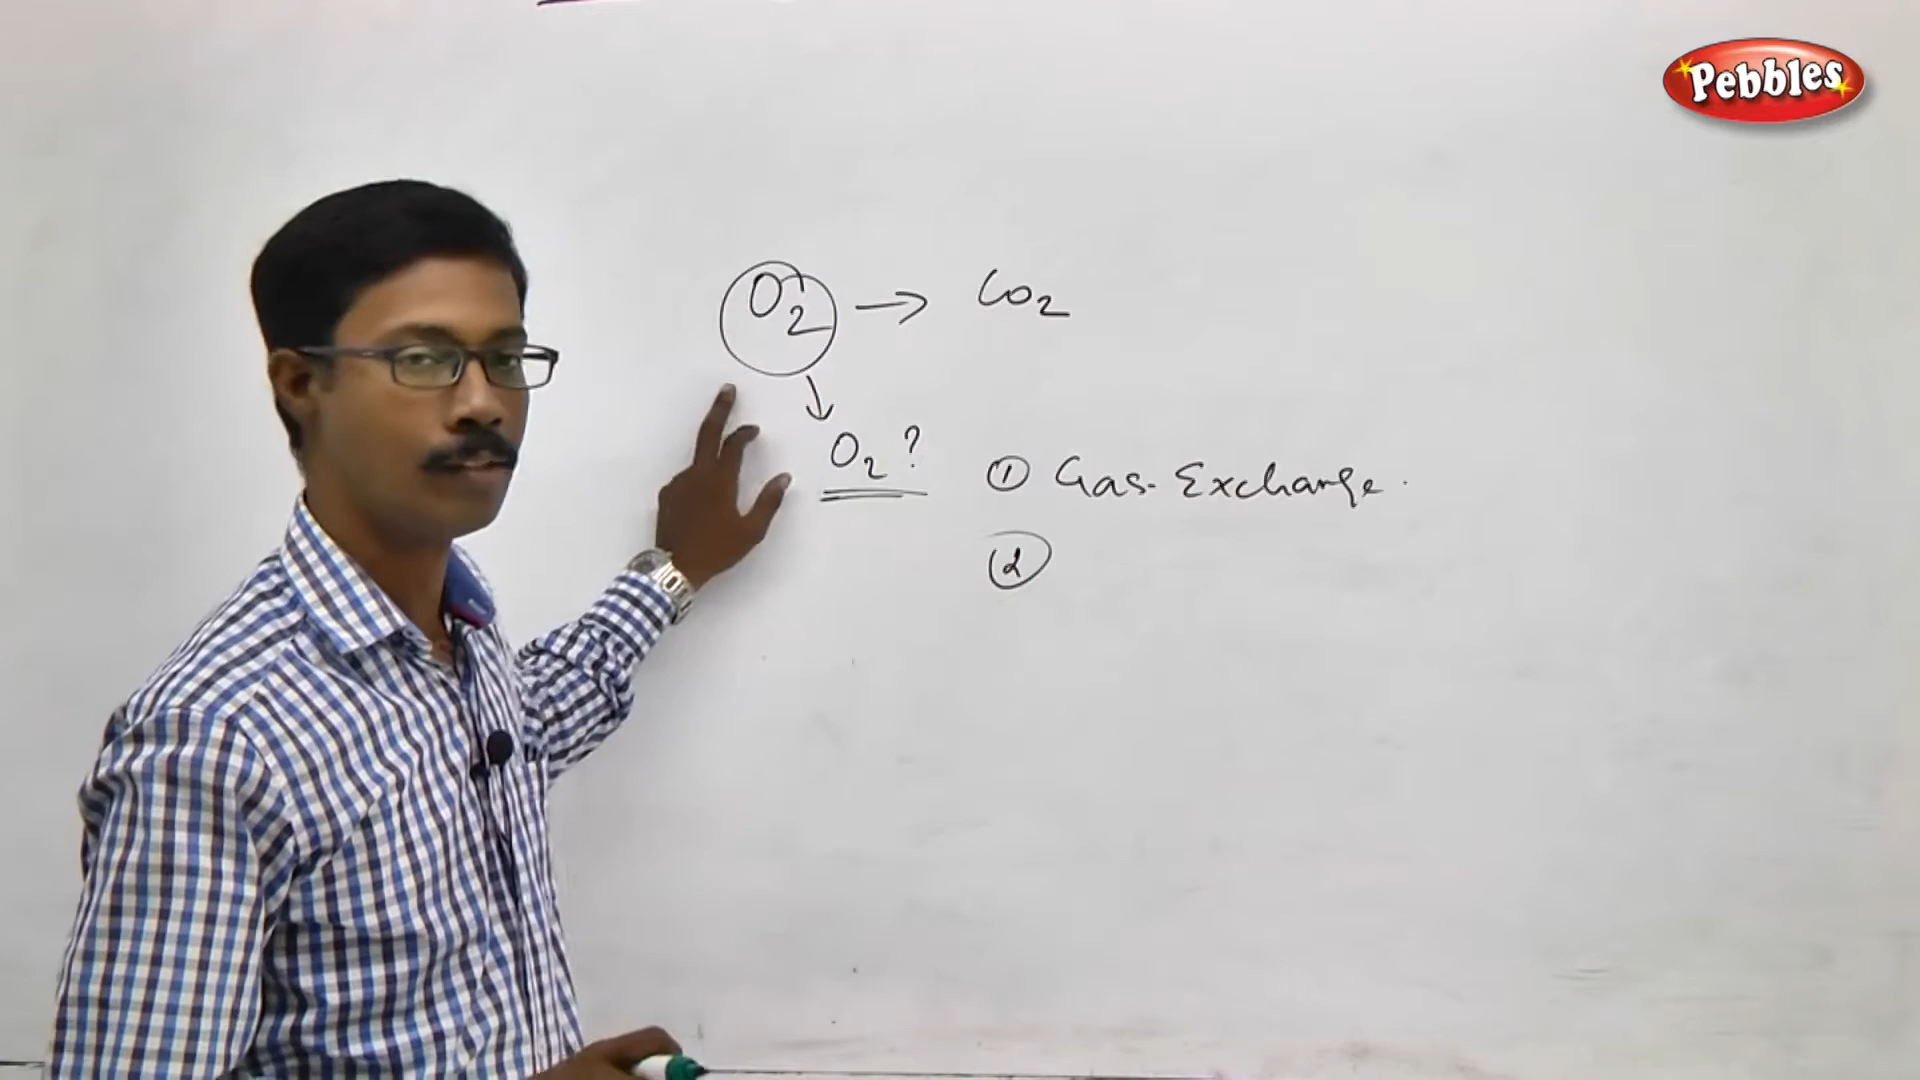 Pebbles
O2 → CO2
↓
O2 ?
① Gas-Exchange.
②